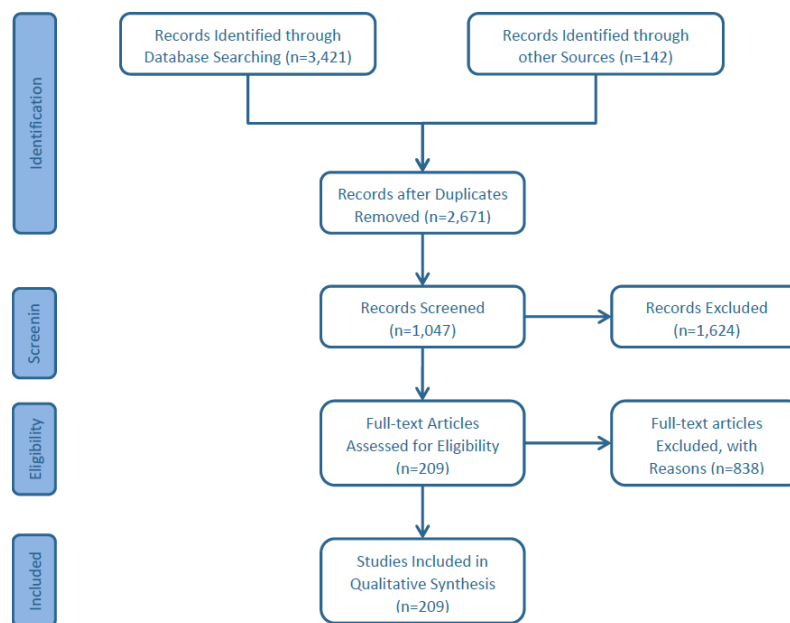 Identification
Records Identified through
Database Searching (n=3,421)
Records Identified through
other Sources (n=142)
Records after Duplicates
Removed (n=2,671)
Screenin
Records Screened
(n=1,047)
Records Excluded
(n=1,624)
Eligibility
Full-text Articles
Assessed for Eligibility
(n=209)
Full-text articles
Excluded, with
Reasons (n=838)
Included
Studies Included in
Qualitative Synthesis
(n=209)